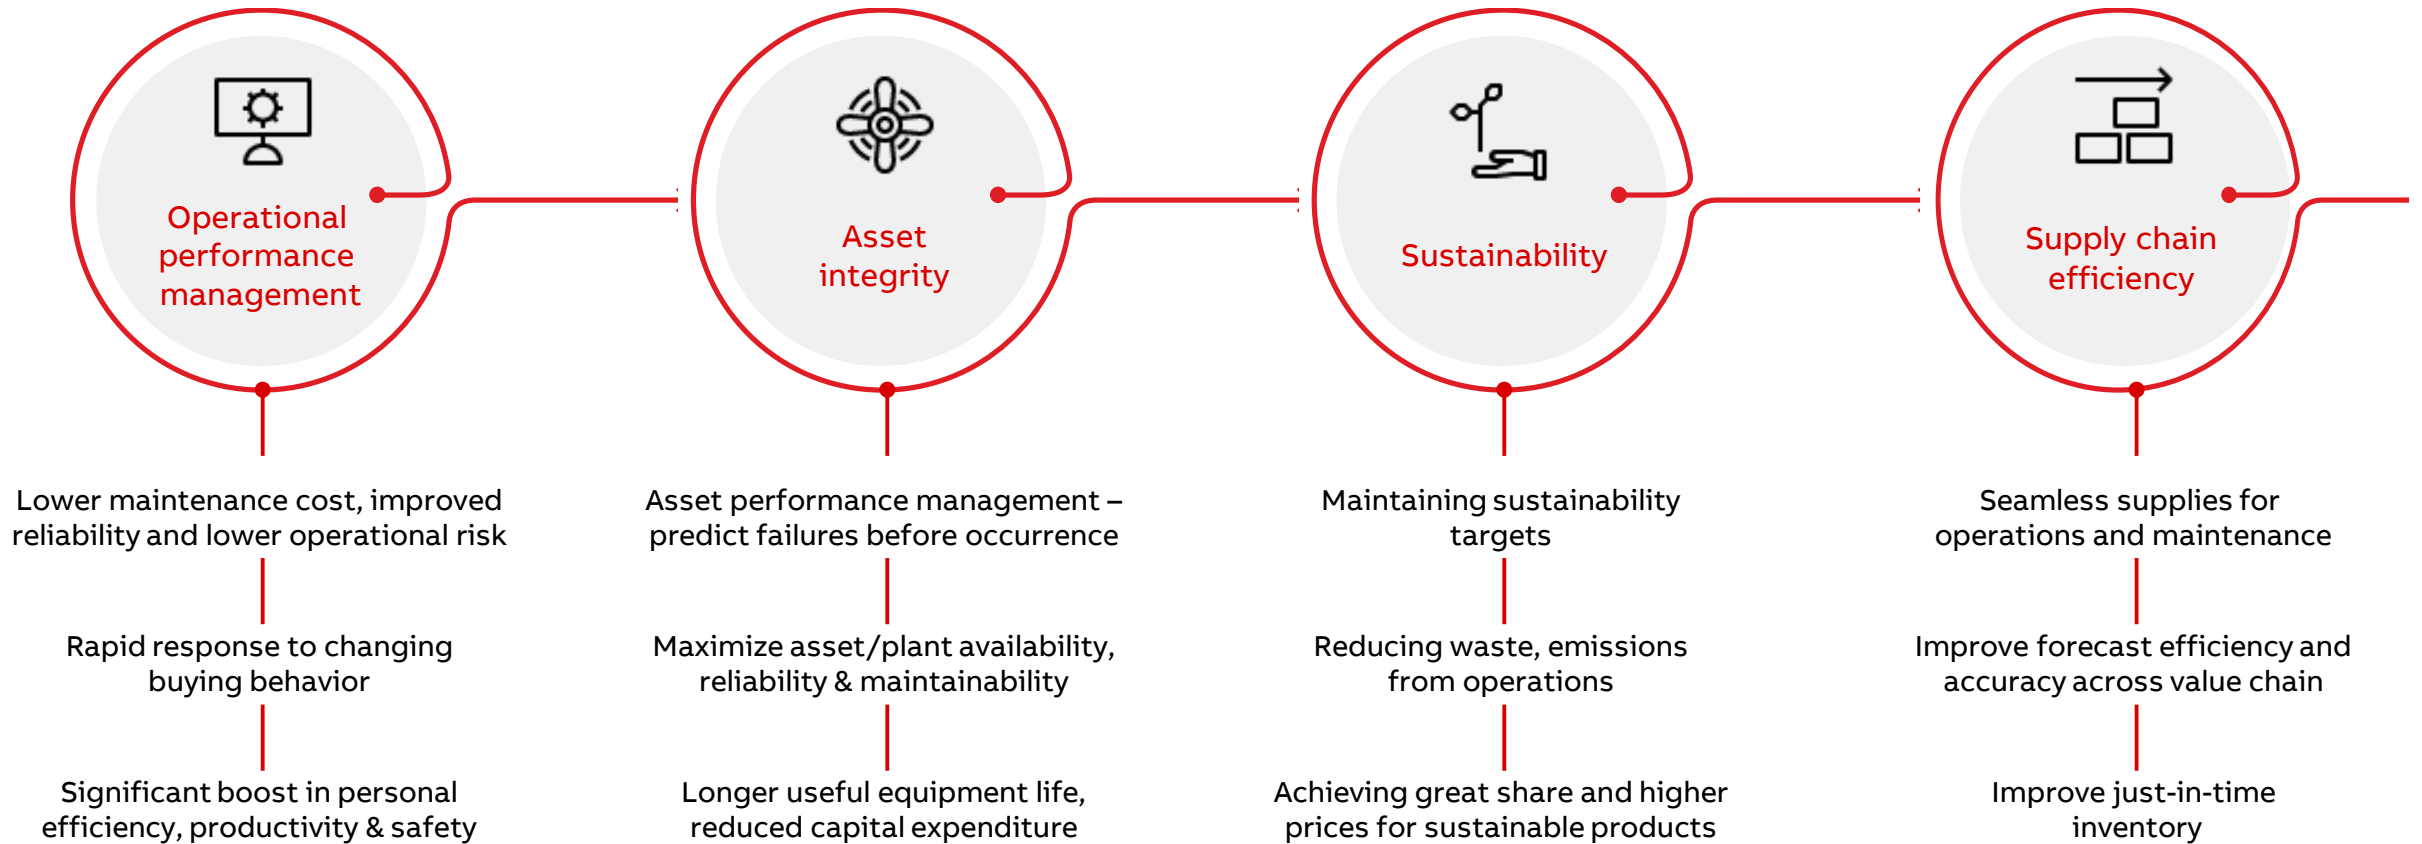 Operational
performance
management
Lower maintenance cost, improved
reliability and lower operational risk
Rapid response to changing
buying behavior
Significant boost in personal
efficiency, productivity & safety
Asset
integrity
Asset performance management –
predict failures before occurrence
Maximize asset/plant availability,
reliability & maintainability
Longer useful equipment life,
reduced capital expenditure
Sustainability
Maintaining sustainability
targets
Reducing waste, emissions
from operations
Achieving great share and higher
prices for sustainable products
Supply chain
efficiency
Seamless supplies for
operations and maintenance
Improve forecast efficiency and
accuracy across value chain
Improve just-in-time
inventory